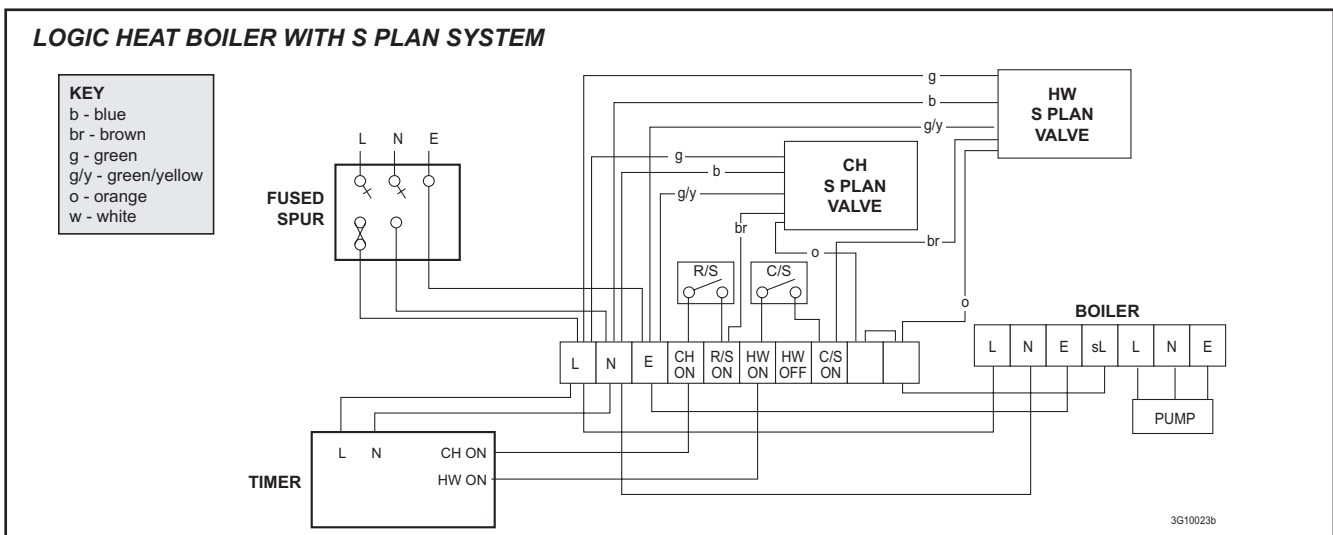 LOGIC HEAT BOILER WITH S PLAN SYSTEM
KEY
b - blue
br - brown
g - green
g/y - green/yellow
o - orange
w - white
L N E
FUSED
SPUR
g
b
g/y
HW
S PLAN
VALVE
g
b
g/y
br
o
CH
S PLAN
VALVE
br
o
R/S
C/S
L
N
E
CH
ON
R/S
ON
HW
ON
HW
OFF
C/S
ON
BOILER
L N E sL L N E
PUMP
TIMER
L N
CH ON
HW ON
3G10023b